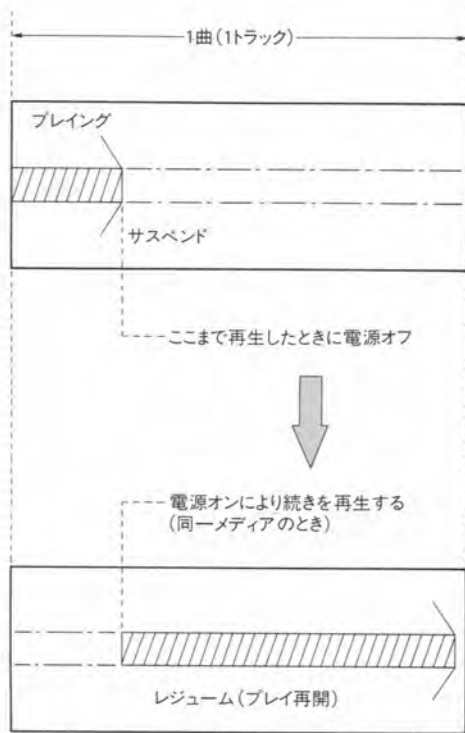 1曲(1トラック)
プレイング
サスペンド
ここまで再生したときに電源オフ
電源オンにより続きを再生する
(同一メディアのとき)
レジューム(プレイ再開)